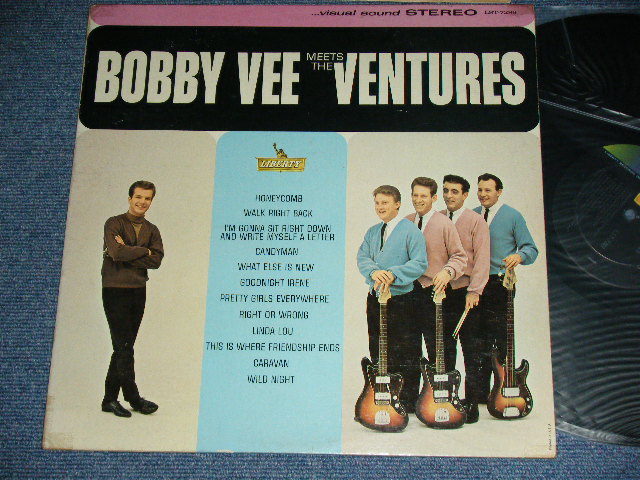 ...visual sound STEREO
BOBBY VEE MEETS THE VENTURES
LIBERTY
HONEYCOMB
WALK RIGHT BACK
I'M GONNA SIT RIGHT DOWN
AND WRITE MYSELF A LETTER
CANDYMAN
WHAT ELSE IS NEW
GOODNIGHT IRENE
PRETTY GIRLS EVERYWHERE
RIGHT OR WRONG
LINDA LOU
THIS IS WHERE FRIENDSHIP ENDS
CARAVAN
WILD NIGHT